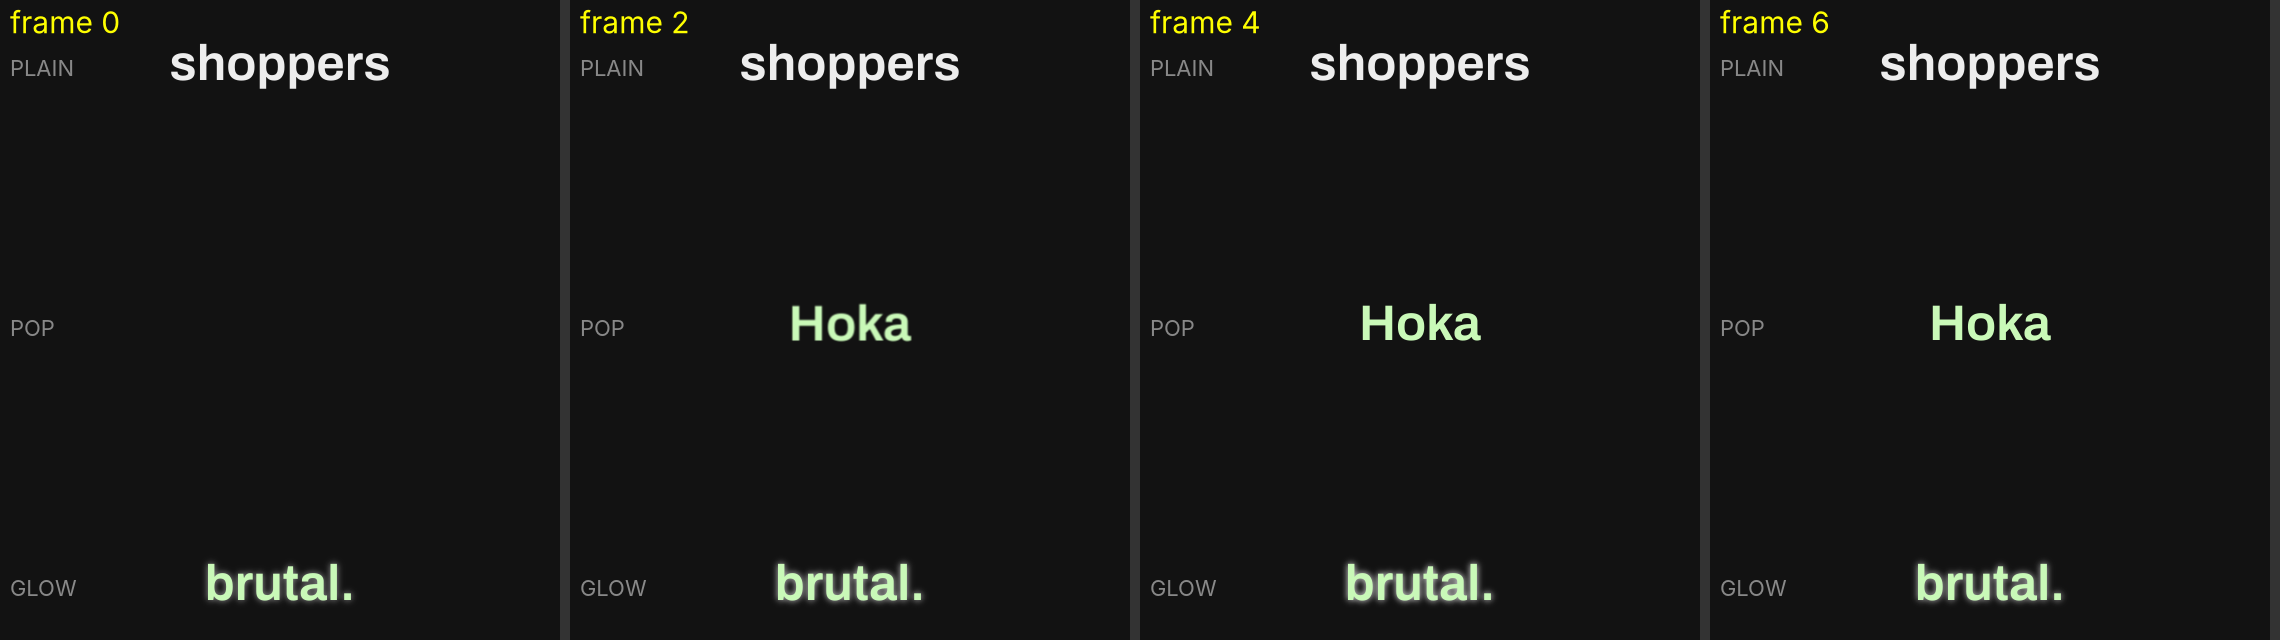 frame 0
PLAIN shoppers
POP
GLOW brutal.
frame 2
PLAIN shoppers
POP Hoka
GLOW brutal.
frame 4
PLAIN shoppers
POP Hoka
GLOW brutal.
frame 6
PLAIN shoppers
POP Hoka
GLOW brutal.